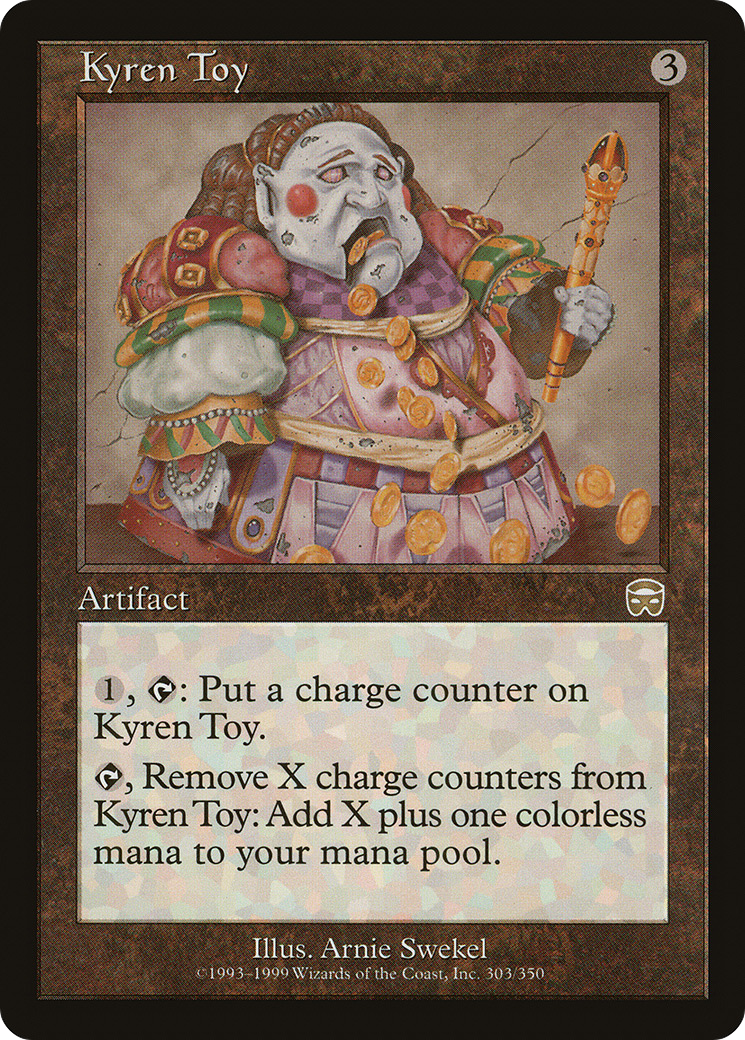 Kyren Toy 3
Artifact
1, : Put a charge counter on
Kyren Toy.
, Remove X charge counters from
Kyren Toy: Add X plus one colorless
mana to your mana pool.
Illus. Arnie Swekel
©1993–1999 Wizards of the Coast, Inc. 303/350